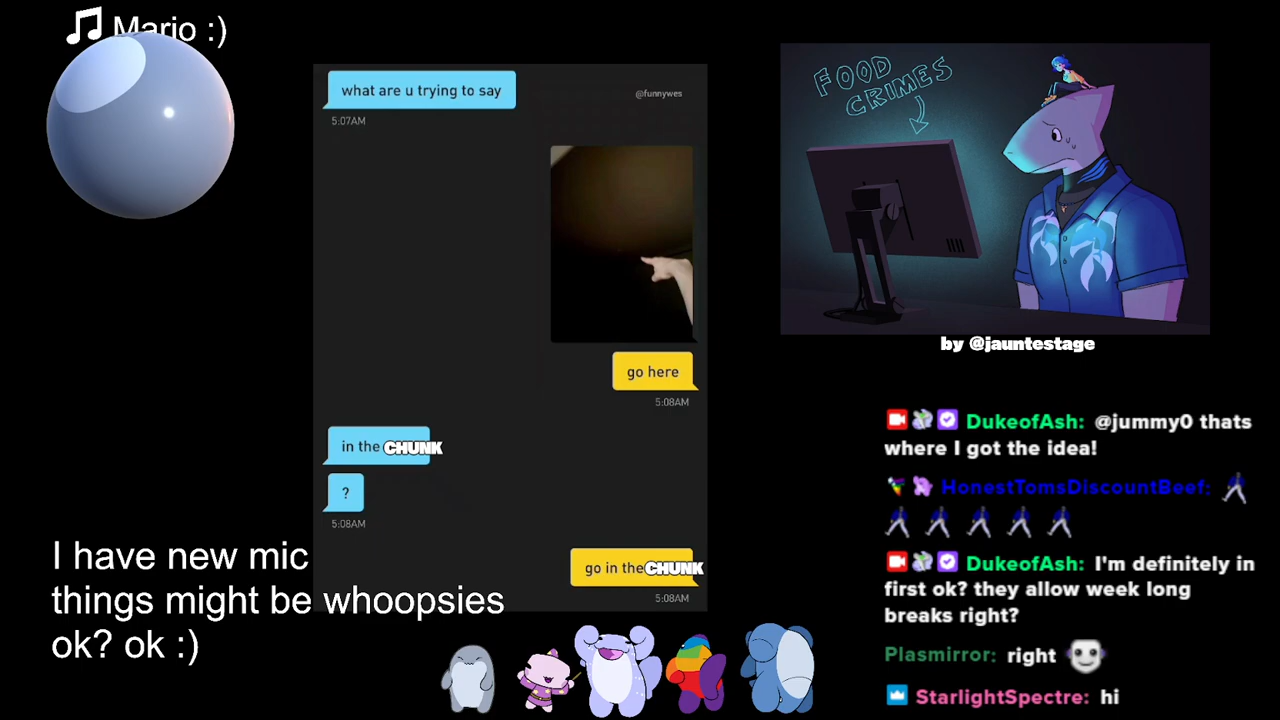 Mario :)
what are u trying to say
@funnywes
5:07AM
go here
5:08AM
in the CHUNK
?
5:08AM
go in the CHUNK
5:08AM
I have new mic
things might be whoopsies
ok? ok :)
FOOD
CRIMES
by @jauntestage
DukeofAsh: @jummy0 thats
where I got the idea!
HonestTomsDiscountBeef:
DukeofAsh: I'm definitely in
first ok? they allow week long
breaks right?
Plasmirror: right
StarlightSpectre: hi